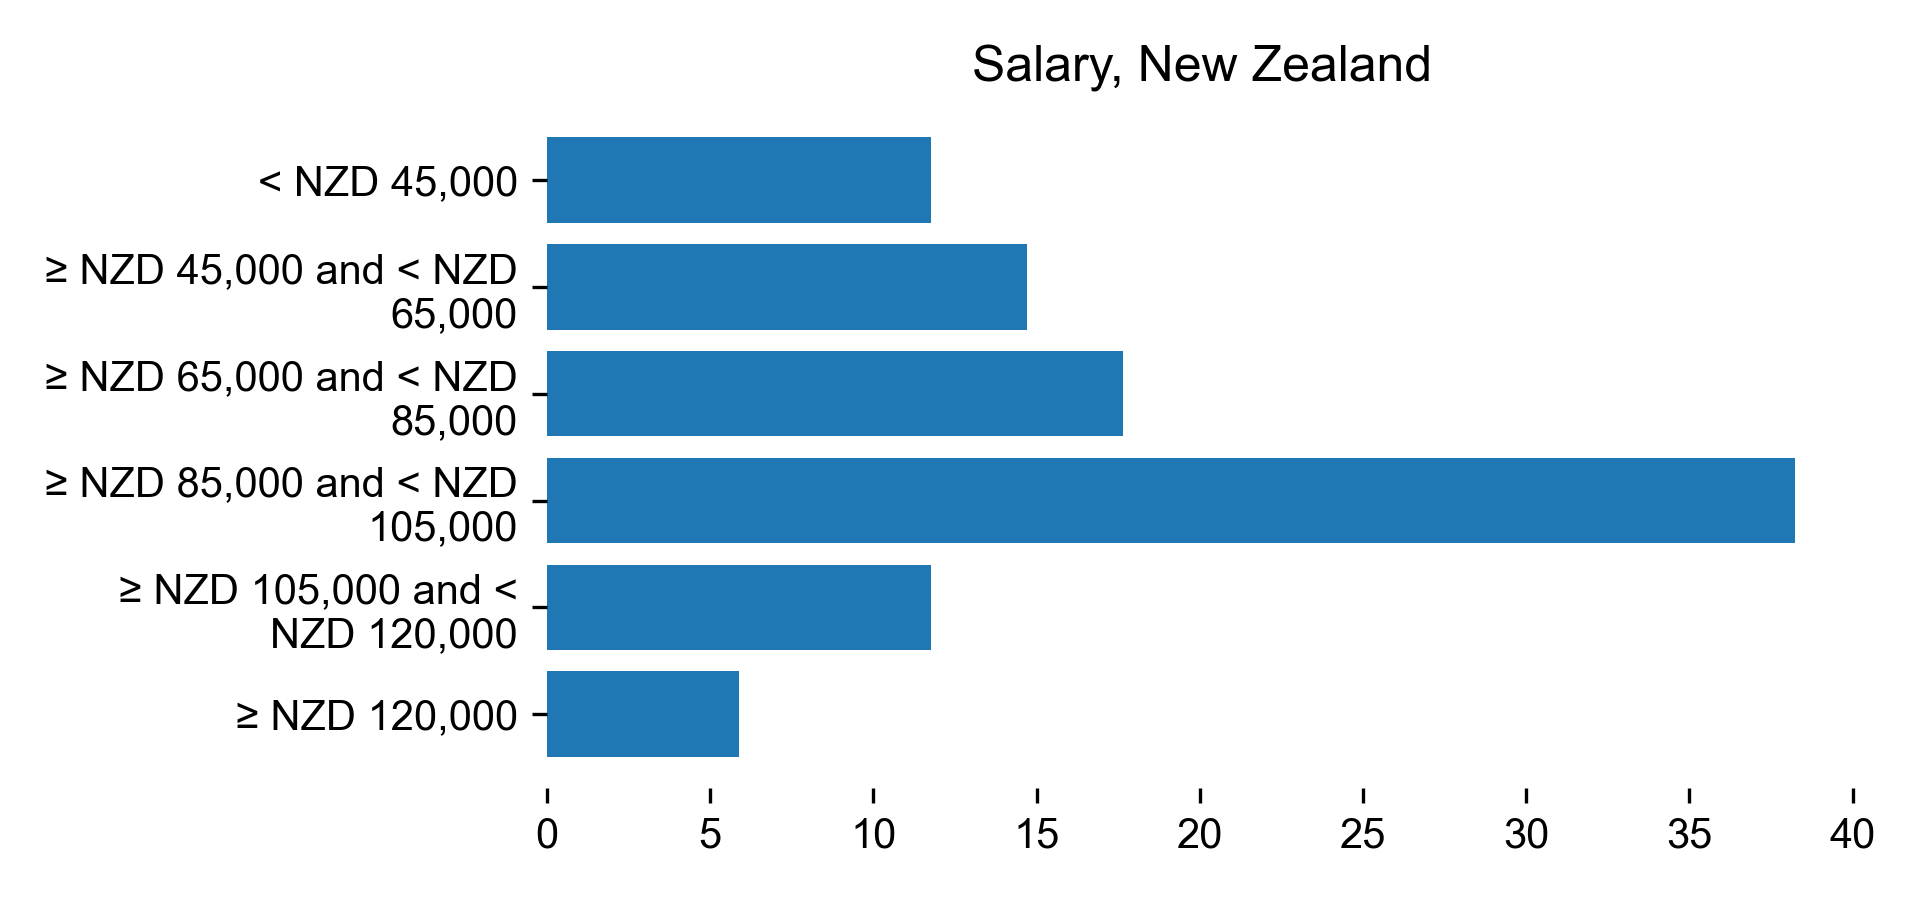 Salary, New Zealand
< NZD 45,000
≥ NZD 45,000 and < NZD
65,000
≥ NZD 65,000 and < NZD
85,000
≥ NZD 85,000 and < NZD
105,000
≥ NZD 105,000 and <
NZD 120,000
≥ NZD 120,000
0 5 10 15 20 25 30 35 40